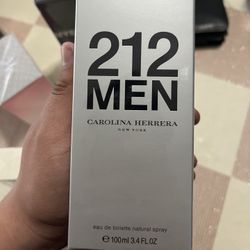 212
MEN
CAROLINA HERRERA
NEW YORK
eau de toilette natural spray
℮ 100ml 3.4 FL.OZ